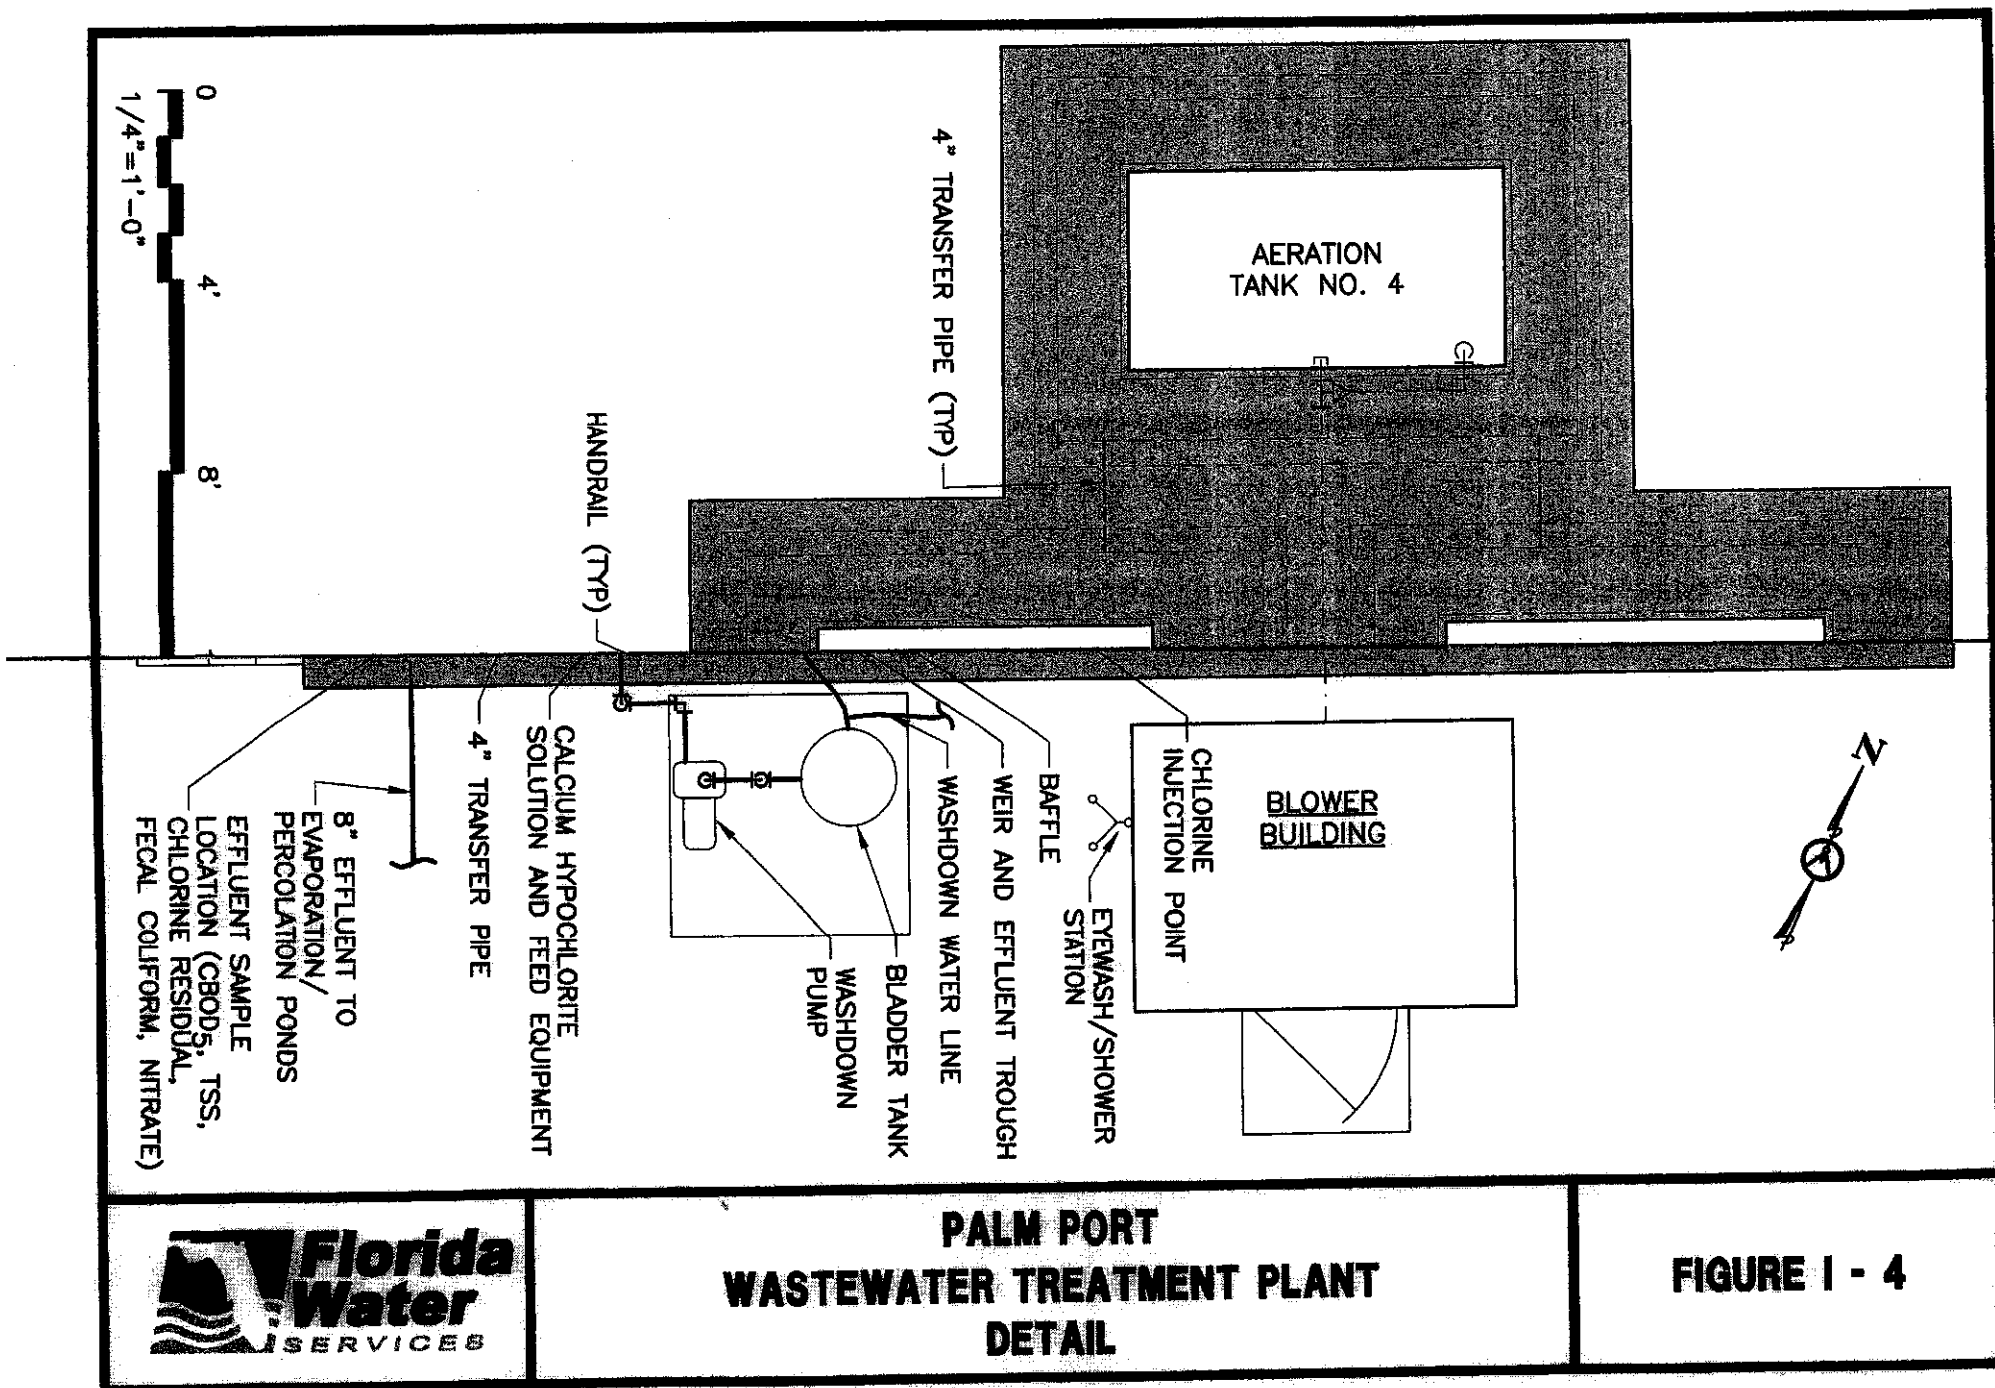 0
4'
8'
1/4"=1'-0"
4" TRANSFER PIPE (TYP)
AERATION
TANK NO. 4
HANDRAIL (TYP)
CHLORINE
INJECTION POINT
BLOWER
BUILDING
EYEWASH/SHOWER
STATION
BAFFLE
WEIR AND EFFLUENT TROUGH
WASHDOWN WATER LINE
BLADDER TANK
WASHDOWN
PUMP
CALCIUM HYPOCHLORITE
SOLUTION AND FEED EQUIPMENT
4" TRANSFER PIPE
8" EFFLUENT TO
EVAPORATION/
PERCOLATION PONDS
EFFLUENT SAMPLE
LOCATION (CBOD5, TSS,
CHLORINE RESIDUAL,
FECAL COLIFORM, NITRATE)
N
Florida
Water
SERVICES
PALM PORT
WASTEWATER TREATMENT PLANT
DETAIL
FIGURE I - 4